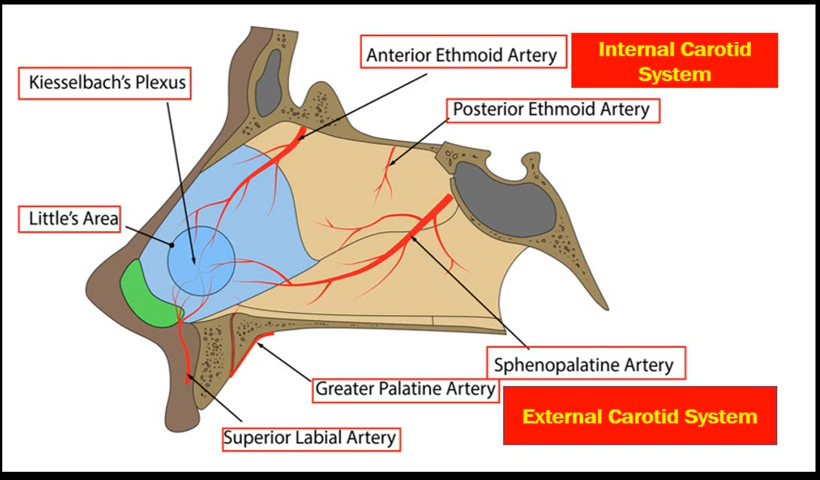 Anterior Ethmoid Artery
Internal Carotid
System
Kiesselbach's Plexus
Posterior Ethmoid Artery
Little's Area
Sphenopalatine Artery
Greater Palatine Artery
External Carotid System
Superior Labial Artery